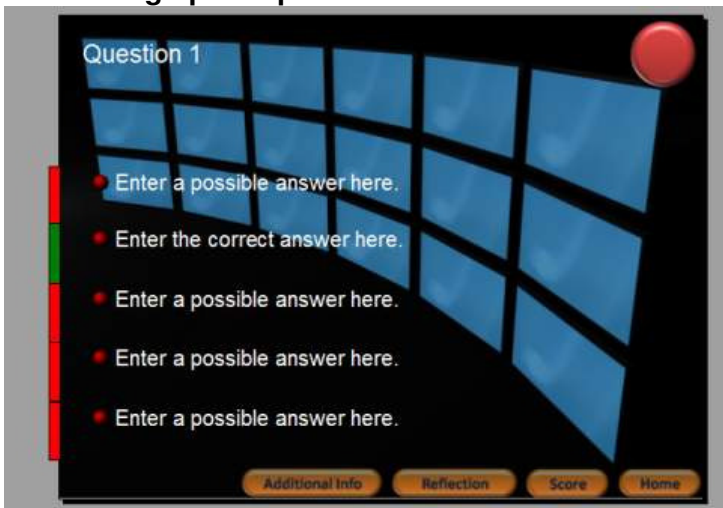 Question 1
Enter a possible answer here.
Enter the correct answer here.
Enter a possible answer here.
Enter a possible answer here.
Enter a possible answer here.
Additional Info Reflection Score Home